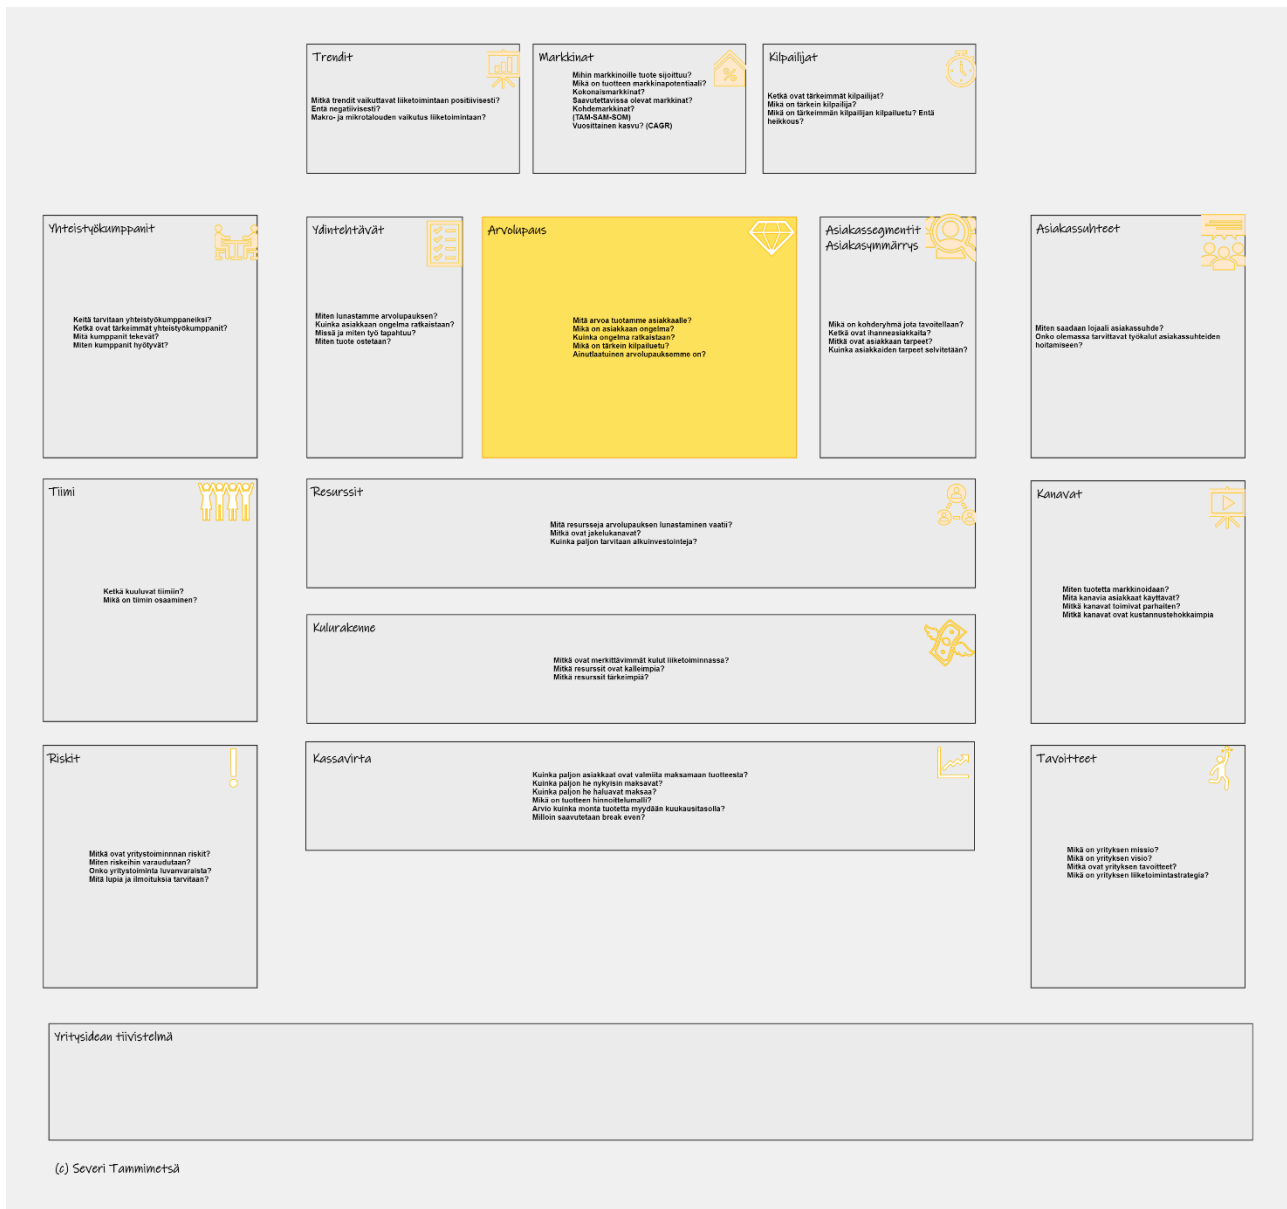 Trendit
Mitkä trendit vaikuttavat liiketoimintaan positiivisesti?
Entä negatiivisesti?
Makro- ja mikrotalouden vaikutus liiketoimintaan?
Markkinat
Mihin markkinoille tuote sijoittuu?
Mikä on tuotteen markkinapotentiaali?
Kokonaismarkkinat?
Saavutettavissa olevat markkinat?
Kohdemarkkinat?
(TAM-SAM-SOM)
Vuosittainen kasvu? (CAGR)
Kilpailijat
Ketkä ovat tärkeimmät kilpailijat?
Mikä on tärkein kilpailija?
Mikä on tärkeimmän kilpailijan kilpailuetu? Entä
heikkous?
Yhteistyökumppanit
Keitä tarvitaan yhteistyökumppaneiksi?
Ketkä ovat tärkeimmät yhteistyökumppanit?
Mitä kumppanit tekevät?
Miten kumppanit hyötyvät?
Ydintehtävät
Miten lunastamme arvolupauksen?
Kuinka asiakkaan ongelma ratkaistaan?
Missä ja miten työ tapahtuu?
Miten tuote ostetaan?
Arvolupaus
Mitä arvoa tuotamme asiakkaalle?
Mikä on asiakkaan ongelma?
Kuinka ongelma ratkaistaan?
Mikä on tärkein kilpailuetu?
Ainutlaatuinen arvolupauksemme on?
Asiakassegmentit
Asiakasymmärrys
Mikä on kohderyhmä jota tavoitellaan?
Ketkä ovat ihanneasiakkaita?
Mitkä ovat asiakkaan tarpeet?
Kuinka asiakkaiden tarpeet selvitetään?
Asiakassuhteet
Miten saadaan lojaali asiakassuhde?
Onko olemassa tarvittavat työkalut asiakassuhteiden
hoitamiseen?
Tiimi
Ketkä kuuluvat tiimiin?
Mikä on tiimin osaaminen?
Resurssit
Mitä resursseja arvolupauksen lunastaminen vaatii?
Mitkä ovat jakelukanavat?
Kuinka paljon tarvitaan alkuinvestointeja?
Kanavat
Miten tuotetta markkinoidaan?
Mitä kanavia asiakkaat käyttävät?
Mitkä kanavat toimivat parhaiten?
Mitkä kanavat ovat kustannustehokkaimpia
Kulurakenne
Mitkä ovat merkittävimmät kulut liiketoiminnassa?
Mitkä resurssit ovat kalleimpia?
Mitkä resurssit tärkeimpiä?
Riskit
Mitkä ovat yritystoiminnnan riskit?
Miten riskeihin varaudutaan?
Onko yritystoiminta luvanvaraista?
Mitä lupia ja ilmoituksia tarvitaan?
Kassavirta
Kuinka paljon asiakkaat ovat valmiita maksamaan tuotteesta?
Kuinka paljon he nykyisin maksavat?
Kuinka paljon he haluavat maksaa?
Mikä on tuotteen hinnoittelumalli?
Arvio kuinka monta tuotetta myydään kuukausitasolla?
Milloin saavutetaan break even?
Tavoitteet
Mikä on yrityksen missio?
Mikä on yrityksen visio?
Mitkä ovat yrityksen tavoitteet?
Mikä on yrityksen liiketoimintastrategia?
Yritysidean tiivistelmä
(c) Severi Tammimetsä